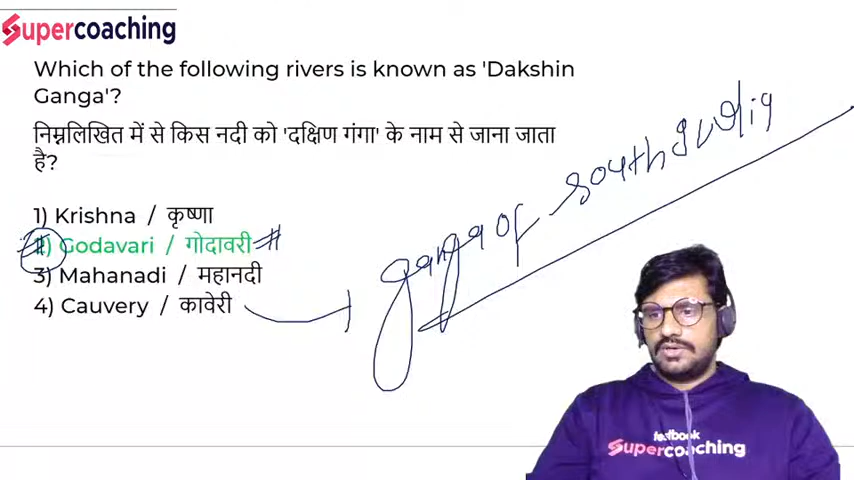 Supercoaching
Which of the following rivers is known as 'Dakshin
Ganga'?
निम्नलिखित में से किस नदी को 'दक्षिण गंगा' के नाम से जाना जाता
है?
1) Krishna / कृष्णा
2) Godavari / गोदावरी
3) Mahanadi / महानदी
4) Cauvery / कावेरी
ganga of south India
testbook
Supercoaching